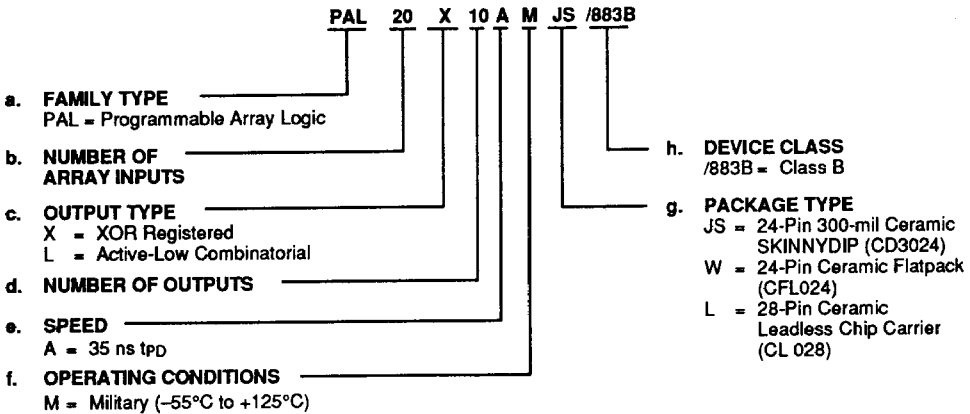 PAL 20 X 10 A M JS /883B
a. FAMILY TYPE
PAL = Programmable Array Logic
b. NUMBER OF
ARRAY INPUTS
c. OUTPUT TYPE
X = XOR Registered
L = Active-Low Combinatorial
d. NUMBER OF OUTPUTS
e. SPEED
A = 35 ns tPD
f. OPERATING CONDITIONS
M = Military (–55°C to +125°C)
h. DEVICE CLASS
/883B = Class B
g. PACKAGE TYPE
JS = 24-Pin 300-mil Ceramic
SKINNYDIP (CD3024)
W = 24-Pin Ceramic Flatpack
(CFL024)
L = 28-Pin Ceramic
Leadless Chip Carrier
(CL 028)